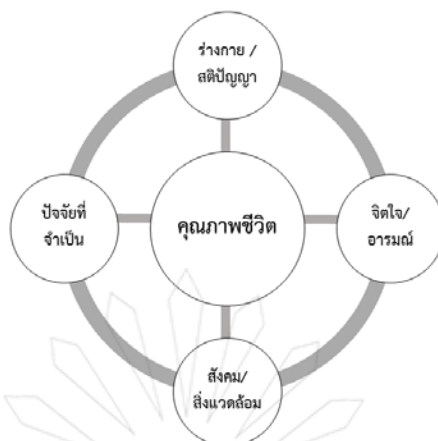 ร่างกาย /
สติปัญญา
ปัจจัยที่
จำเป็น
คุณภาพชีวิต
จิตใจ/
อารมณ์
สังคม/
สิ่งแวดล้อม